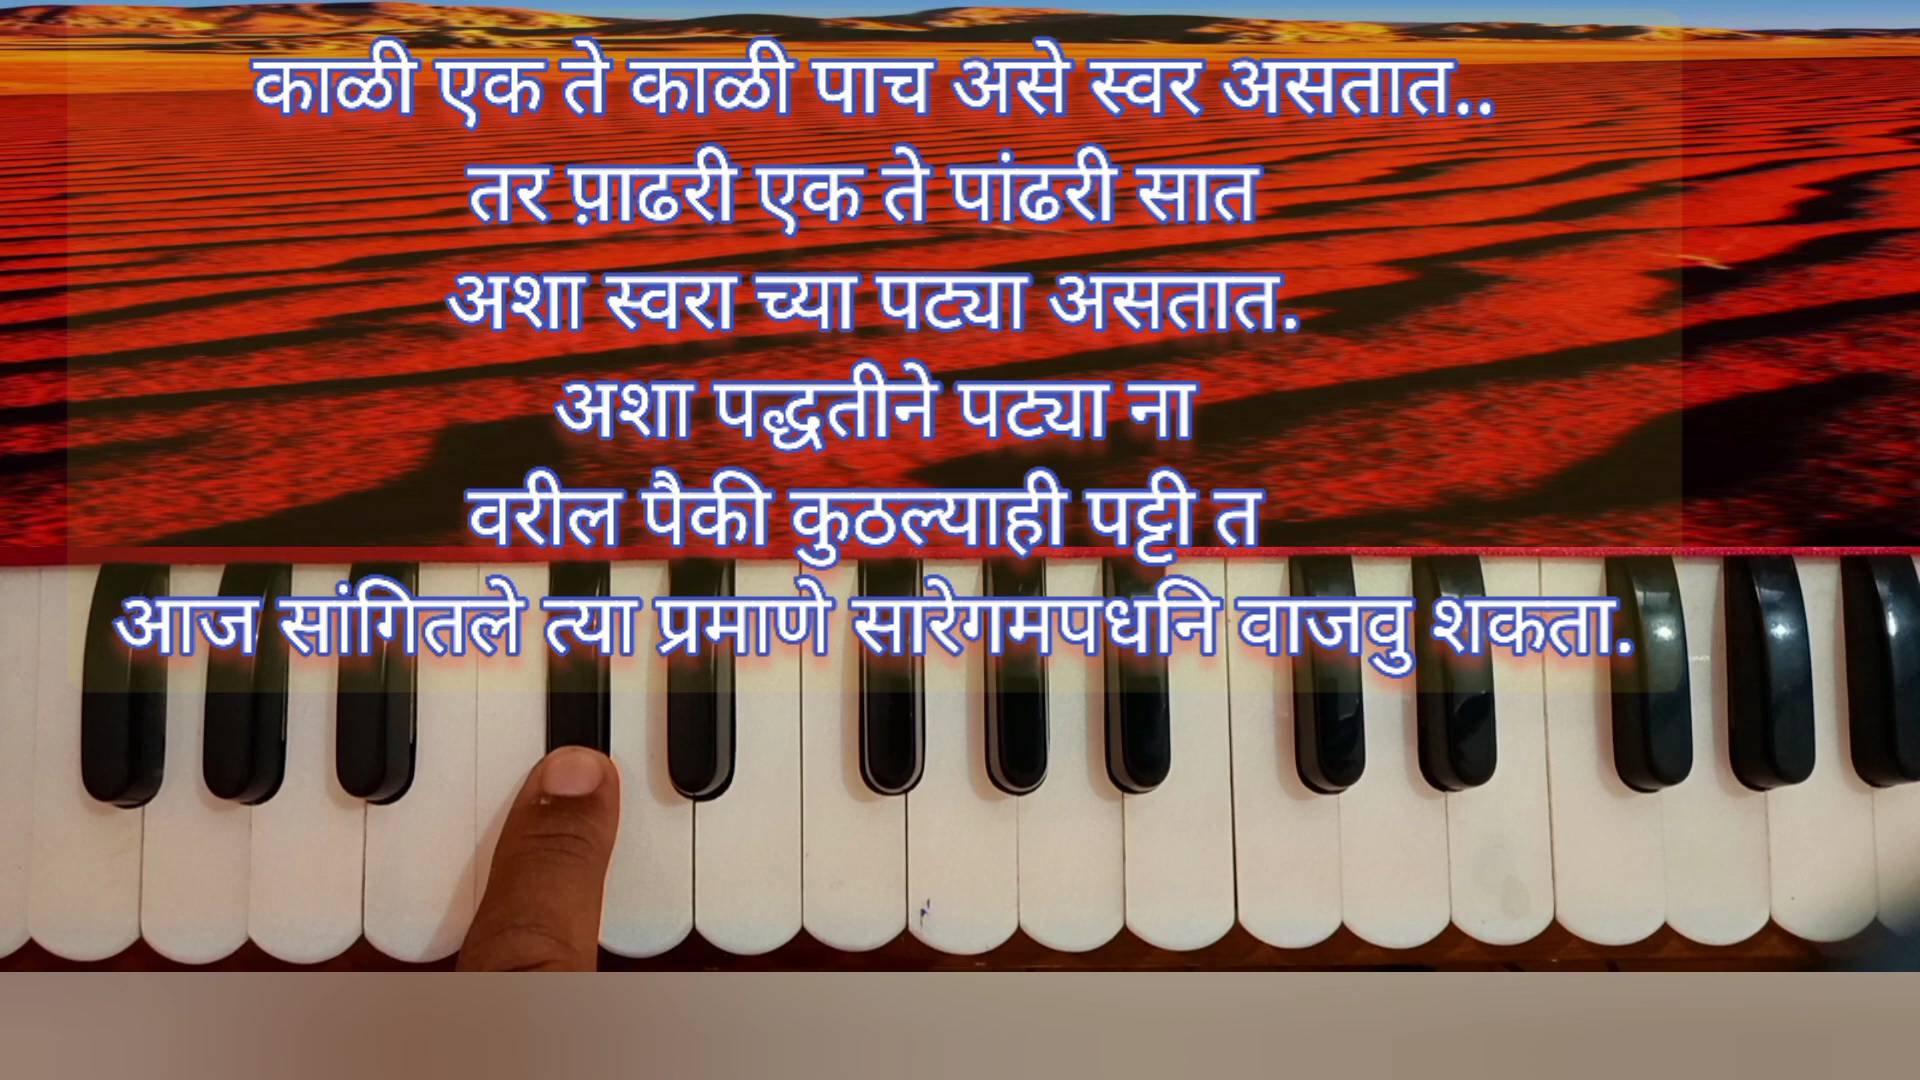 काळी एक ते काळी पाच असे स्वर असतात..
तर प़ाढरी एक ते पांढरी सात
अशा स्वरा च्या पट्या असतात.
अशा पद्धतीने पट्या ना
वरील पैकी कुठल्याही पट्टी त
आज सांगितले त्या प्रमाणे सारेगमपधनि वाजवु शकता.